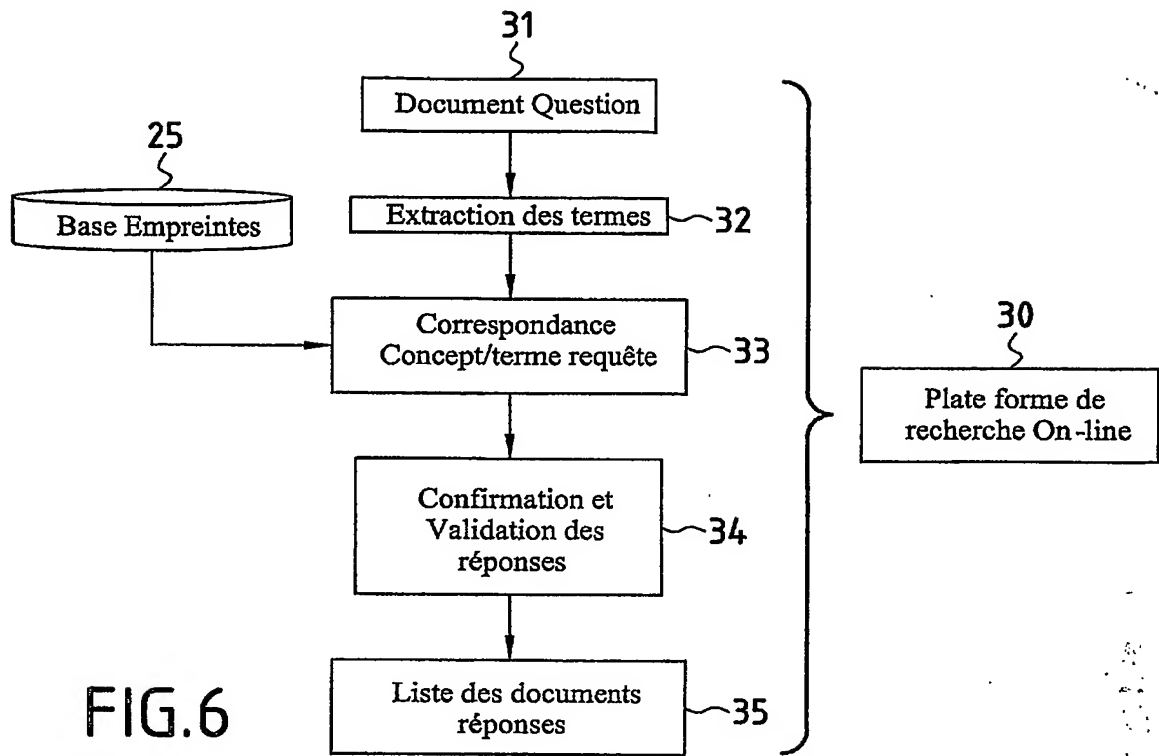 31
Document Question
25
Base Empreintes
Extraction des termes
32
Correspondance
Concept/terme requête
33
30
Plate forme de
recherche On-line
Confirmation et
Validation des
réponses
34
Liste des documents
réponses
35
FIG.6